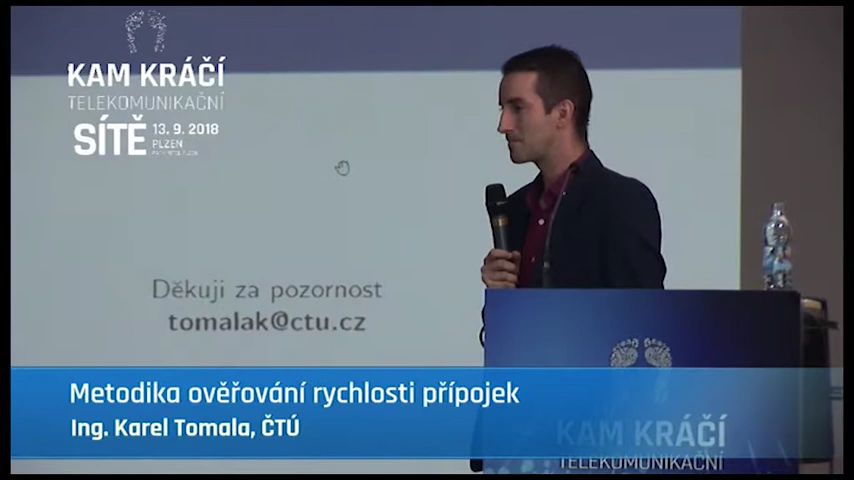 KAM KRÁČÍ
TELEKOMUNIKAČNÍ
SÍTĚ 13. 9. 2018
PLZEN
Děkuji za pozornost
tomalak@ctu.cz
Metodika ověřování rychlosti přípojek
Ing. Karel Tomala, ČTÚ
KAM KRÁČÍ
TELEKOMUNIKAČNÍ